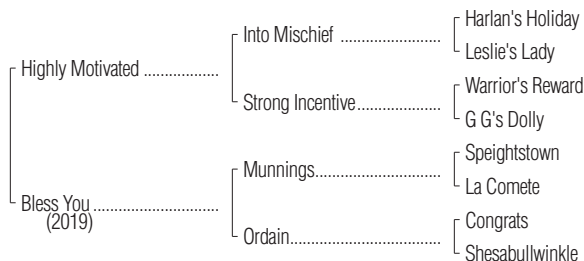 Harlan's Holiday
Into Mischief ........................
Leslie's Lady
Highly Motivated ..................
Warrior's Reward
Strong Incentive....................
G G's Dolly
Speightstown
Munnings..............................
La Comete
Bless You ..............................
(2019)
Congrats
Ordain...................................
Shesabullwinkle